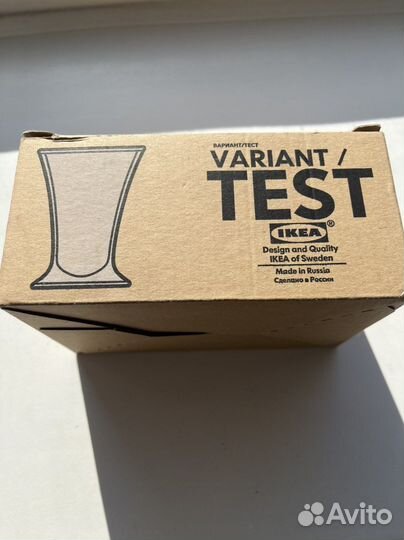 ВАРИАНТ/ТЕСТ
VARIANT /
TEST
IKEA®
Design and Quality
IKEA of Sweden
Made in Russia
Сделано в России
Avito